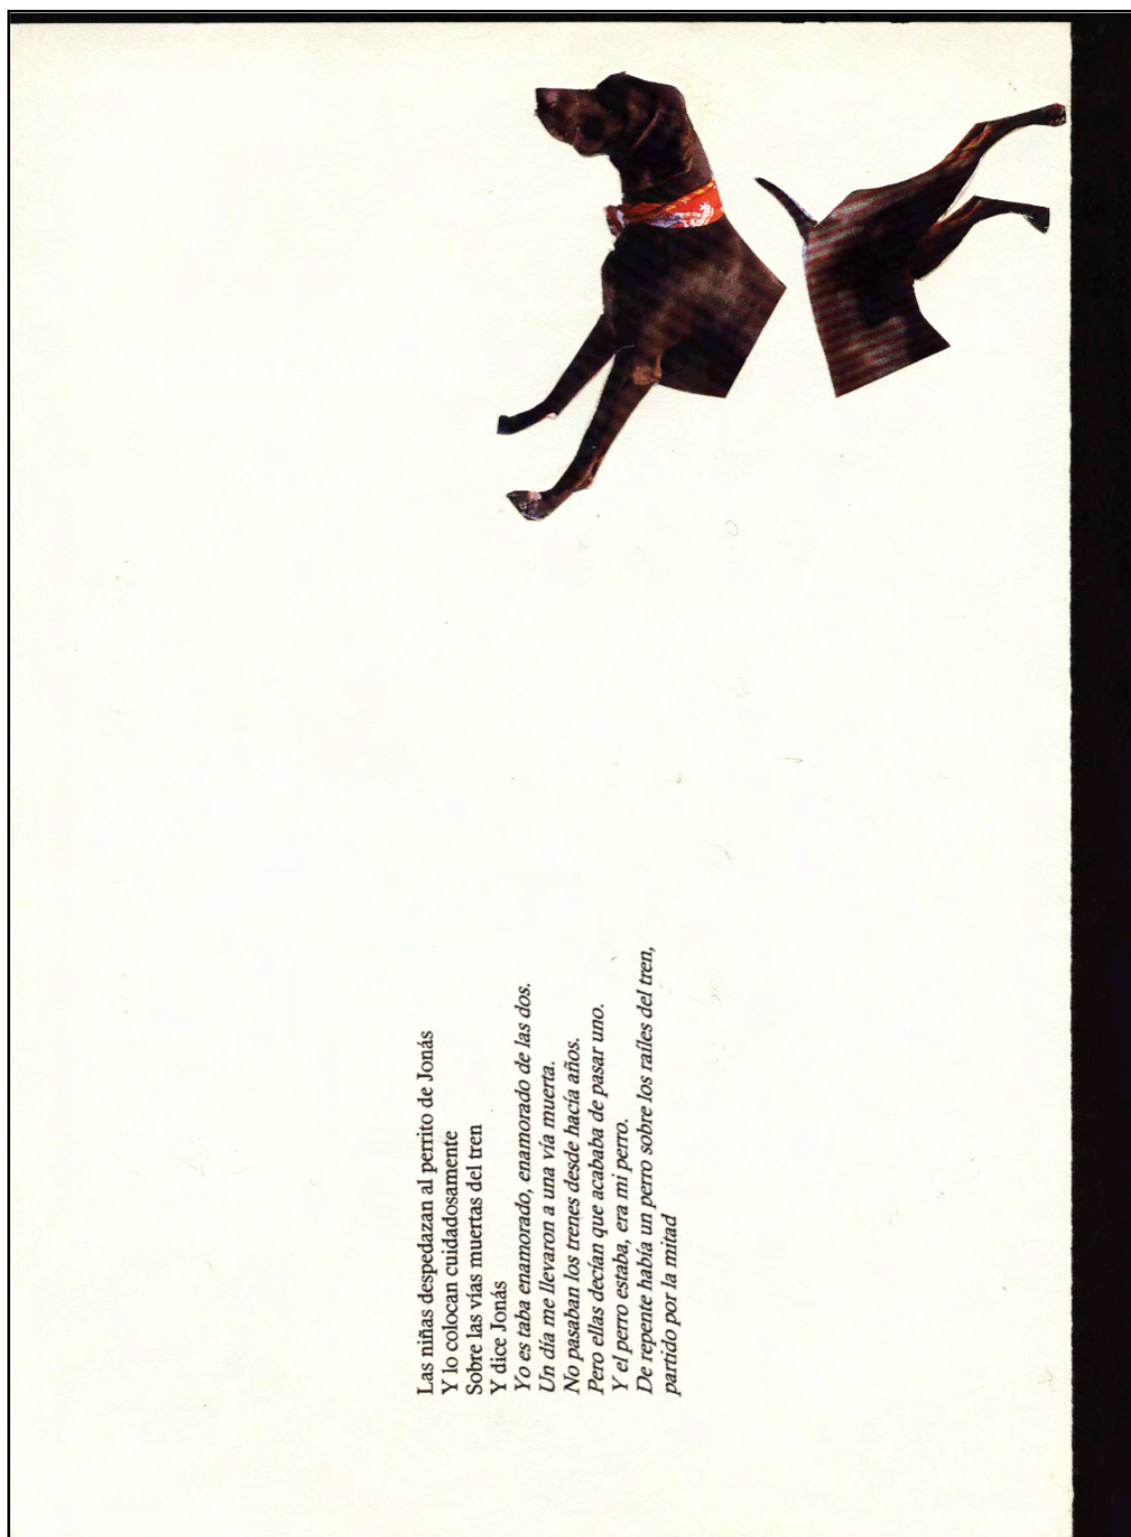 Las niñas despedazan al perrito de Jonás
Y lo colocan cuidadosamente
Sobre las vías muertas del tren
Y dice Jonás
Yo es taba enamorado, enamorado de las dos.
Un día me llevaron a una vía muerta.
No pasaban los trenes desde hacía años.
Pero ellas decían que acababa de pasar uno.
Y el perro estaba, era mi perro.
De repente había un perro sobre los raíles del tren,
partido por la mitad